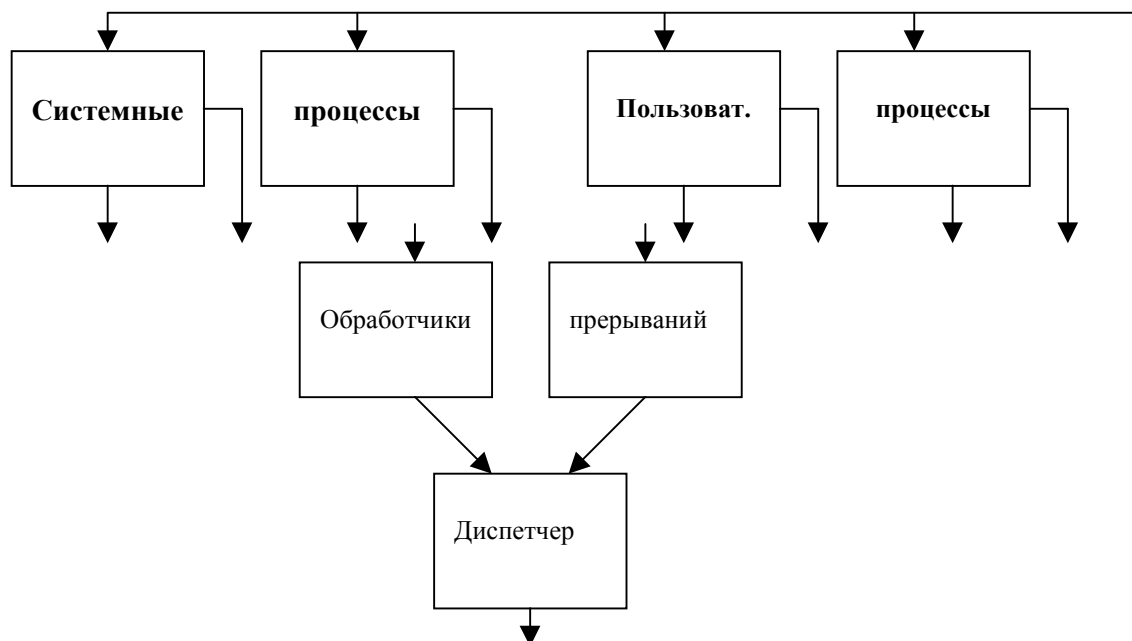 Системные
процессы
Пользоват.
процессы
Обработчики
прерываний
Диспетчер